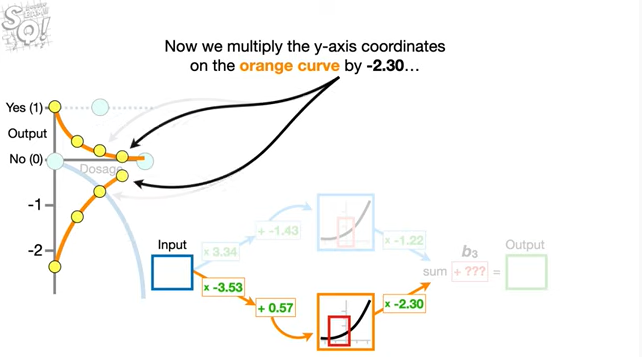 SQ!
Now we multiply the y-axis coordinates
on the orange curve by -2.30...
Yes (1)
Output
No (0)
Dosage
-1
-2
Input
x 3.34
+ -1.43
x -1.22
x -3.53
+ 0.57
x -2.30
b3
sum + ??? =
Output